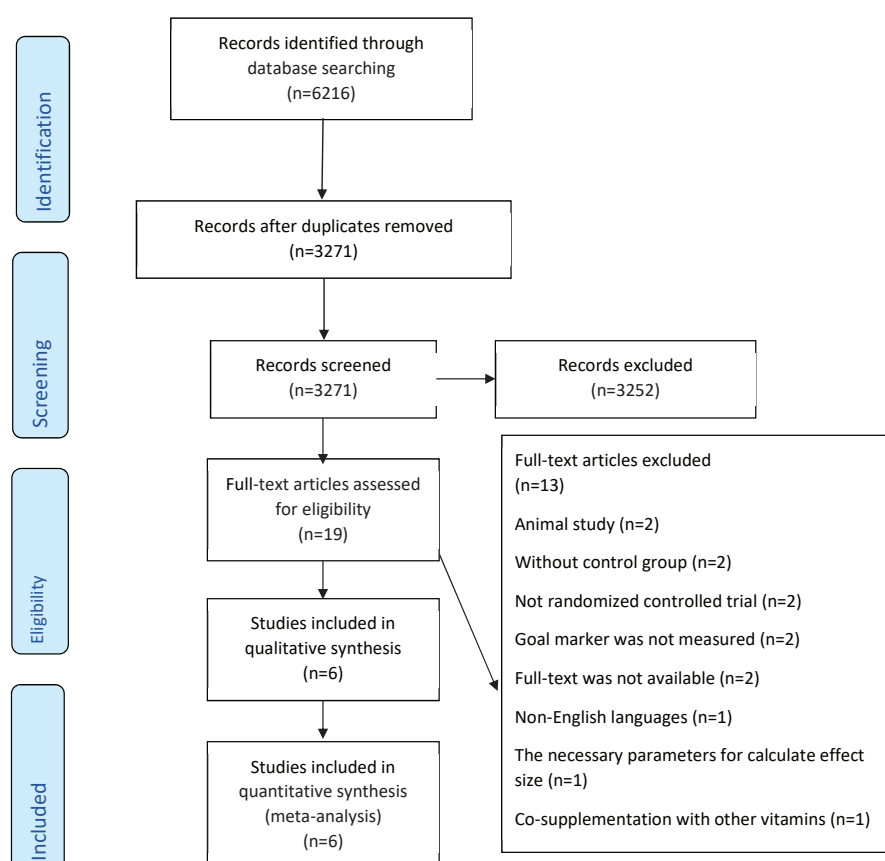 Identification
Records identified through
database searching
(n=6216)
Records after duplicates removed
(n=3271)
Screening
Records screened
(n=3271)
Records excluded
(n=3252)
Eligibility
Full-text articles assessed
for eligibility
(n=19)
Full-text articles excluded
(n=13)
Animal study (n=2)
Without control group (n=2)
Not randomized controlled trial (n=2)
Goal marker was not measured (n=2)
Full-text was not available (n=2)
Non-English languages (n=1)
The necessary parameters for calculate effect
size (n=1)
Co-supplementation with other vitamins (n=1)
Studies included in
qualitative synthesis
(n=6)
Included
Studies included in
quantitative synthesis
(meta-analysis)
(n=6)